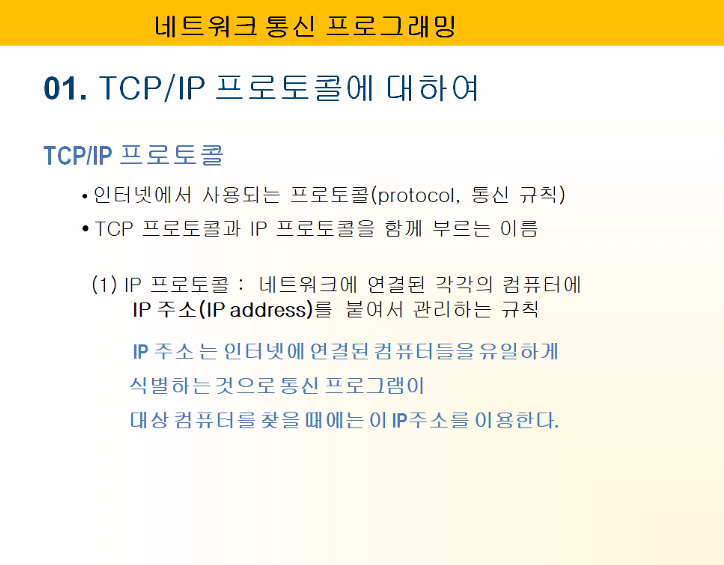 네트워크 통신 프로그래밍
01. TCP/IP 프로토콜에 대하여
TCP/IP 프로토콜
• 인터넷에서 사용되는 프로토콜(protocol, 통신 규칙)
• TCP 프로토콜과 IP 프로토콜을 함께 부르는 이름
(1) IP 프로토콜 : 네트워크에 연결된 각각의 컴퓨터에
IP 주소(IP address)를 붙여서 관리하는 규칙
IP 주소 는 인터넷에 연결된 컴퓨터들을 유일하게
식별하는 것으로 통신 프로그램이
대상 컴퓨터를 찾을 때에는 이 IP주소를 이용한다.